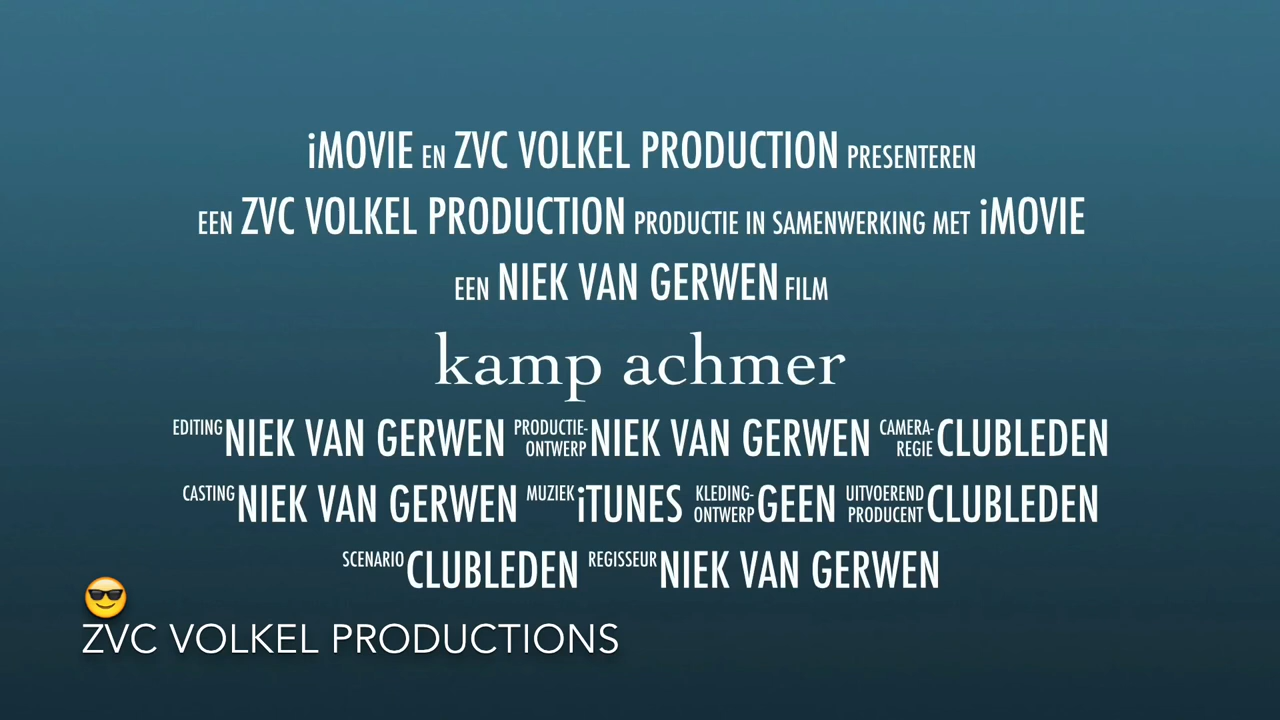 iMOVIE EN ZVC VOLKEL PRODUCTION PRESENTEREN
EEN ZVC VOLKEL PRODUCTION PRODUCTIE IN SAMENWERKING MET iMOVIE
EEN NIEK VAN GERWEN FILM
kamp achmer
EDITING NIEK VAN GERWEN PRODUCTIE-ONTWERP NIEK VAN GERWEN CAMERA-REGIE CLUBLEDEN
CASTING NIEK VAN GERWEN MUZIEK iTUNES KLEDING-ONTWERP GEEN UITVOEREND PRODUCENT CLUBLEDEN
SCENARIO CLUBLEDEN REGISSEUR NIEK VAN GERWEN
😎
ZVC VOLKEL PRODUCTIONS